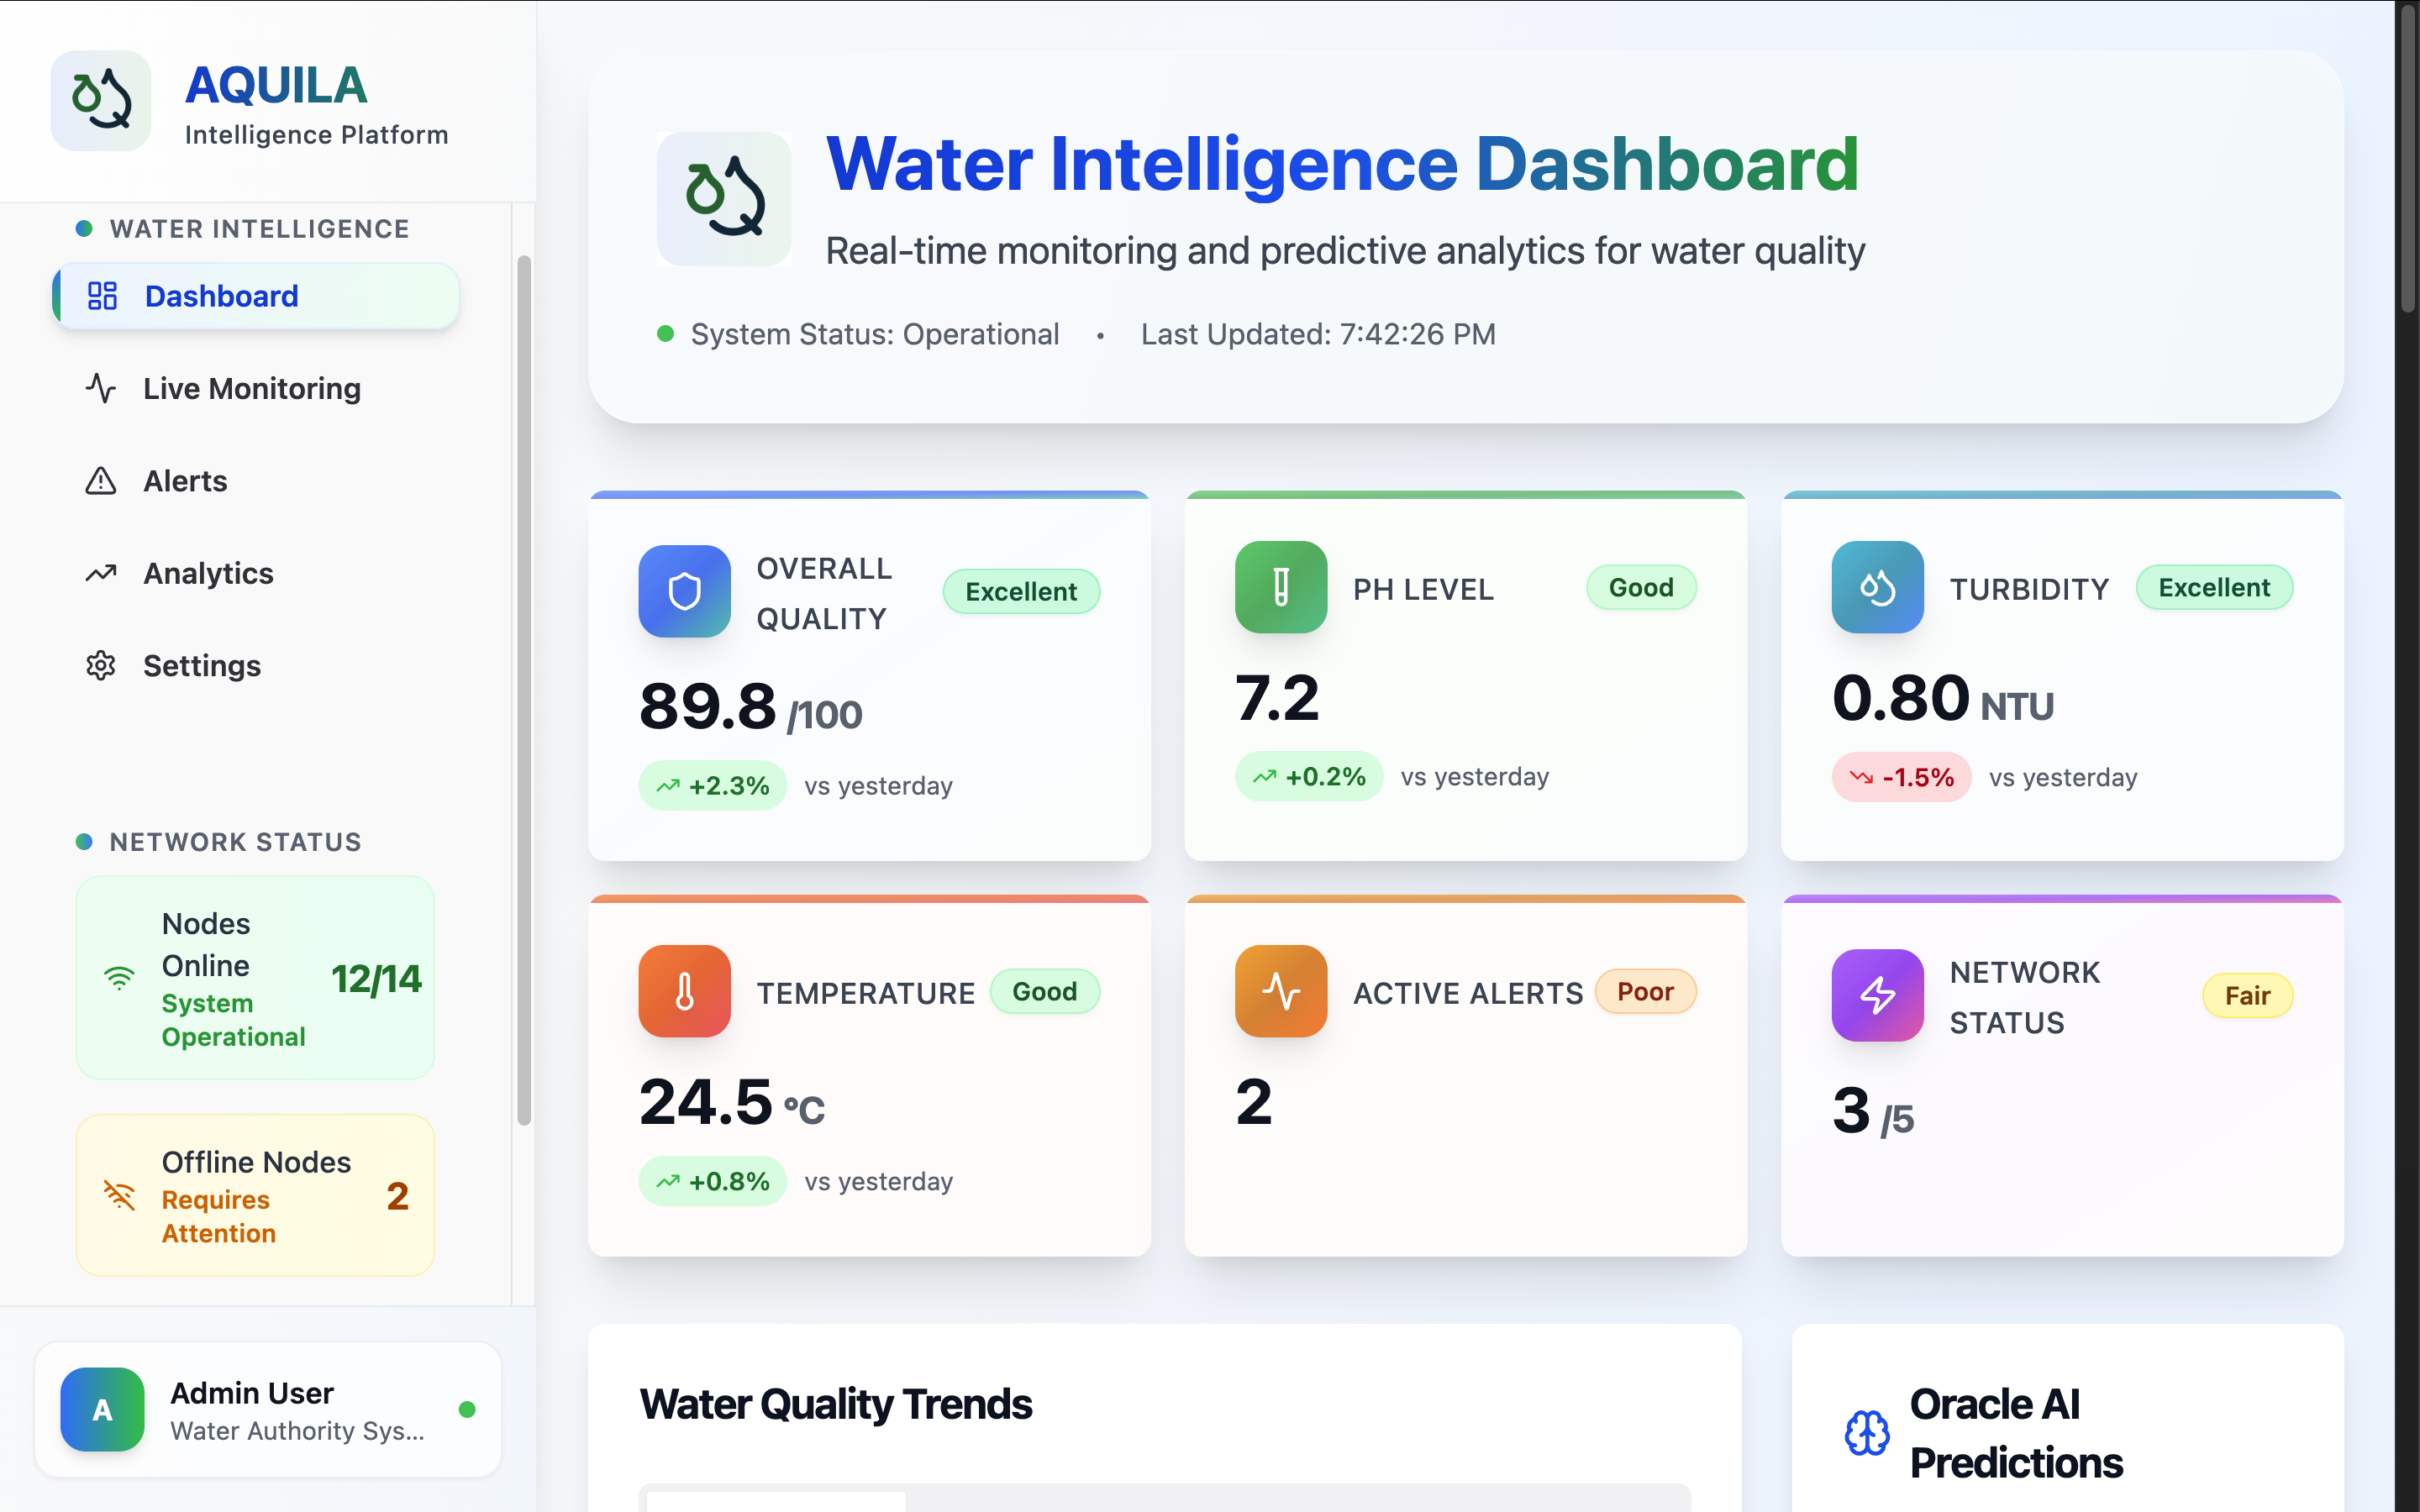 AQUILA
Intelligence Platform
WATER INTELLIGENCE
Dashboard
Live Monitoring
Alerts
Analytics
Settings
NETWORK STATUS
Nodes
Online
System
Operational
12/14
Offline Nodes
Requires
Attention
2
A
Admin User
Water Authority Sys...
Water Intelligence Dashboard
Real-time monitoring and predictive analytics for water quality
System Status: Operational • Last Updated: 7:42:26 PM
OVERALL
QUALITY
Excellent
89.8 /100
+2.3% vs yesterday
PH LEVEL
Good
7.2
+0.2% vs yesterday
TURBIDITY
Excellent
0.80 NTU
-1.5% vs yesterday
TEMPERATURE
Good
24.5 °C
+0.8% vs yesterday
ACTIVE ALERTS
Poor
2
NETWORK
STATUS
Fair
3 /5
Water Quality Trends
Oracle AI
Predictions